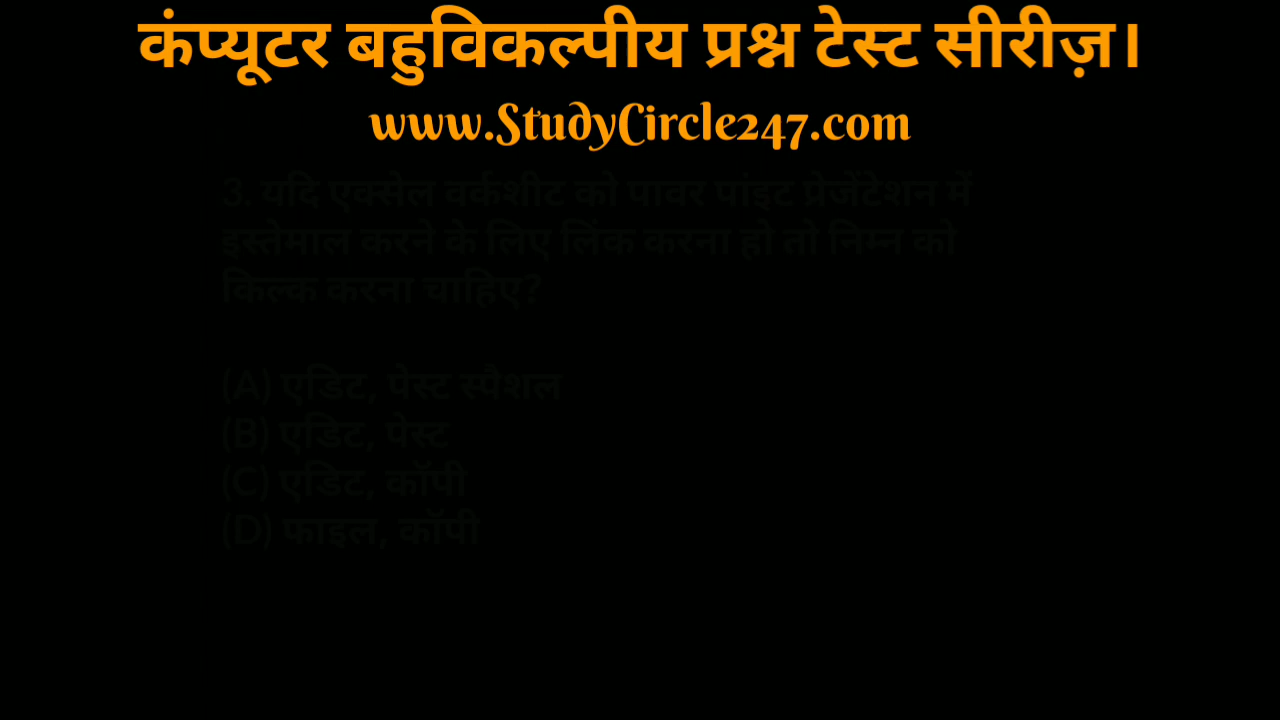 कंप्यूटर बहुविकल्पीय प्रश्न टेस्ट सीरीज़।
www.StudyCircle247.com
3. यदि एक्सेल वर्कशीट को पावर पांइट प्रेजेंटेशन में
इस्तेमाल करने के लिए लिंक करना हो तो निम्न को
किल्क करना चाहिए?
(A) एडिट, पेस्ट स्पैशल
(B) एडिट, पेस्ट
(C) एडिट, कॉपी
(D) फाइल, कॉपी